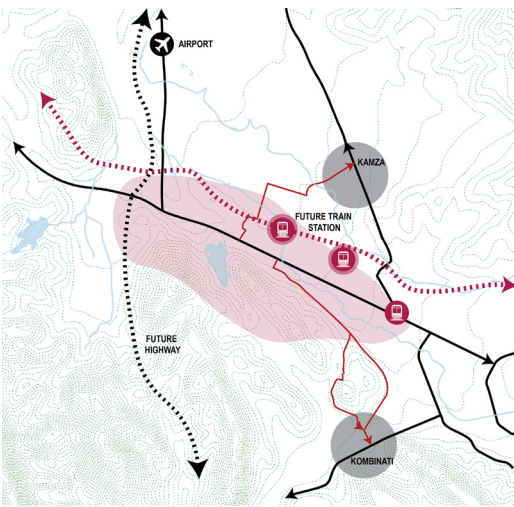 AIRPORT
KAMZA
FUTURE TRAIN
STATION
FUTURE
HIGHWAY
KOMBINATI